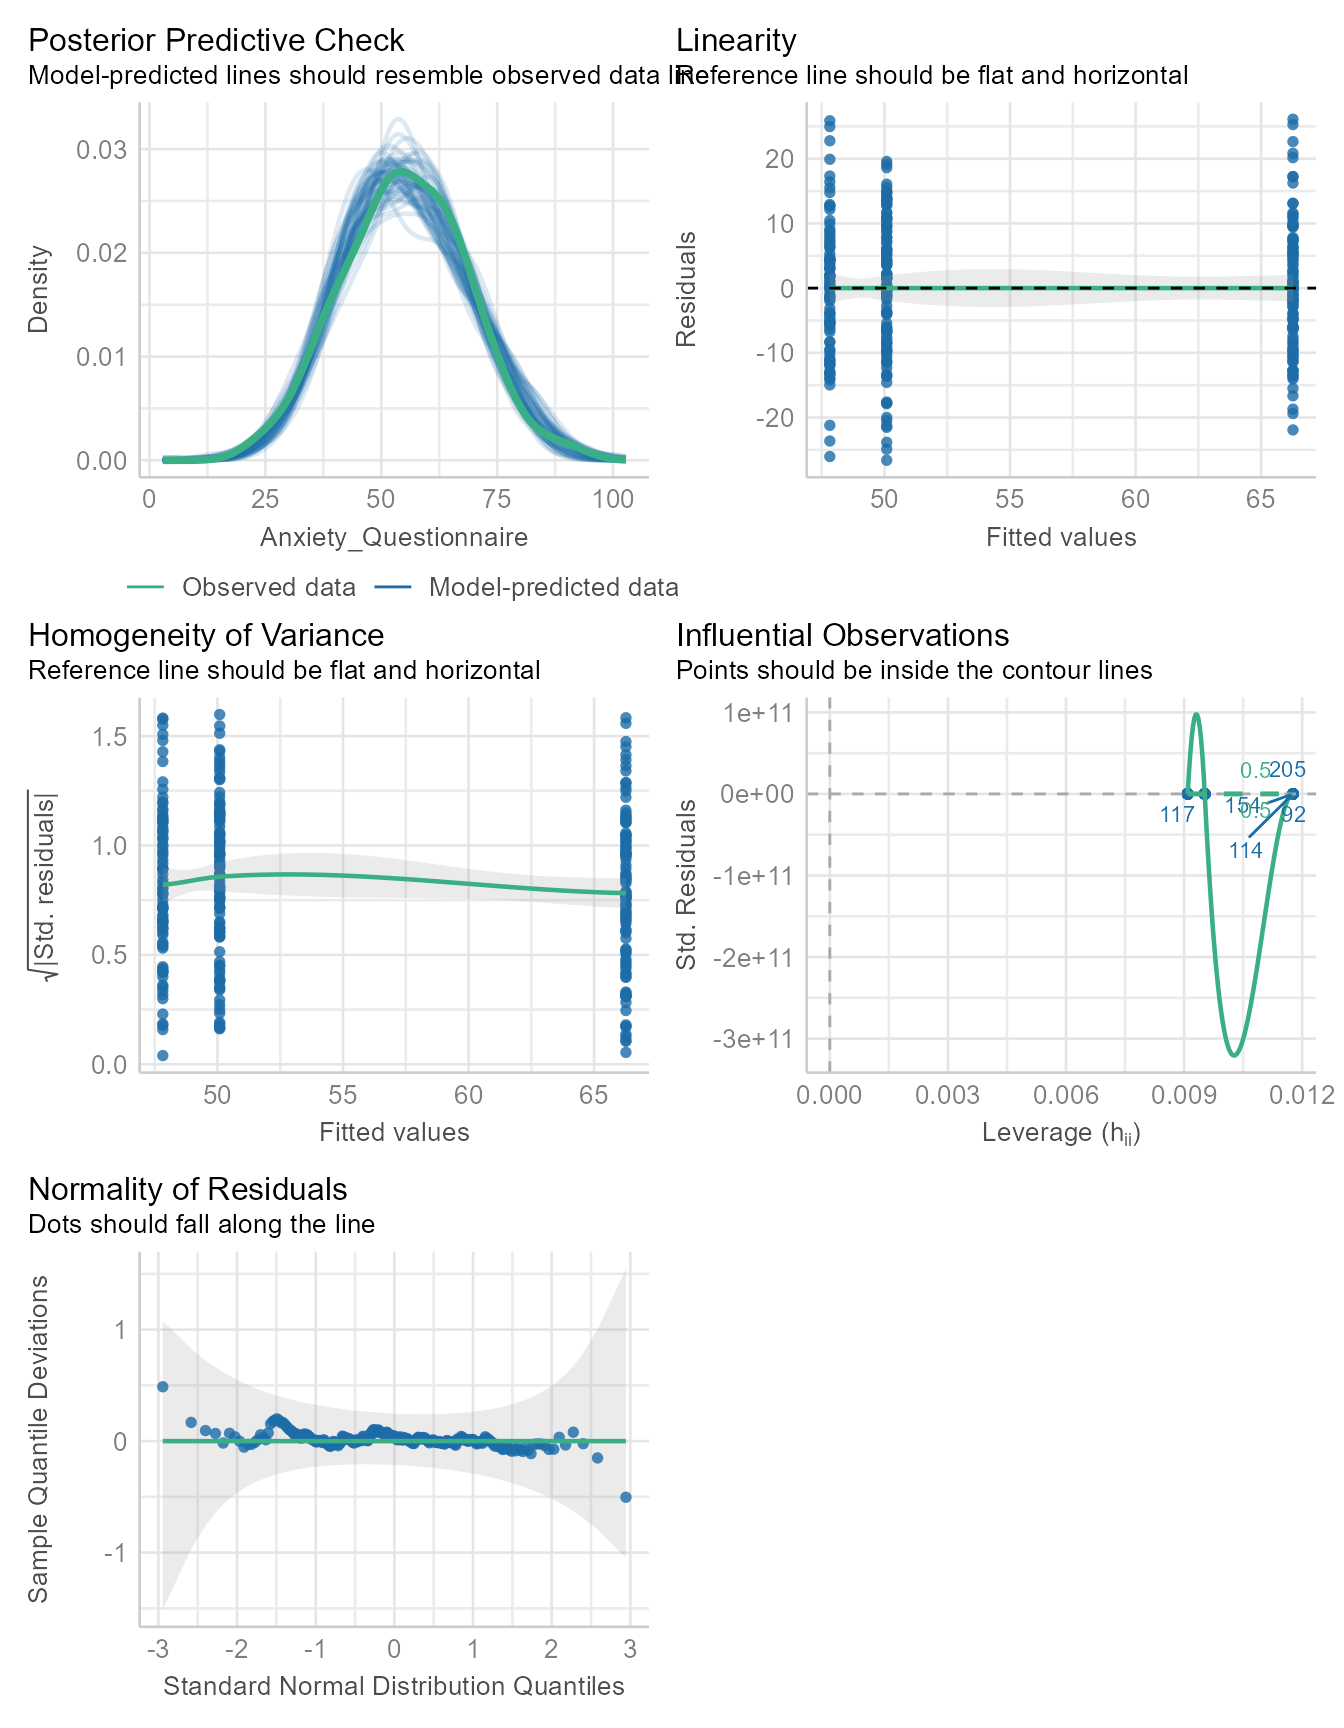 Posterior Predictive Check
Model-predicted lines should resemble observed data
0.03
0.02
0.01
0.00
Density
0
25
50
75
100
Anxiety_Questionnaire
Observed data
Model-predicted data
Linearity
Reference line should be flat and horizontal
20
10
0
-10
-20
Residuals
50
55
60
65
Fitted values
Homogeneity of Variance
Reference line should be flat and horizontal
1.5
1.0
0.5
0.0
√|Std. residuals|
50
55
60
65
Fitted values
Influential Observations
Points should be inside the contour lines
1e+11
0e+00
-1e+11
-2e+11
-3e+11
Std. Residuals
0.5
205
117
154
0.5
92
114
0.000
0.003
0.006
0.009
0.012
Leverage (hii)
Normality of Residuals
Dots should fall along the line
1
0
-1
Sample Quantile Deviations
-3
-2
-1
0
1
2
3
Standard Normal Distribution Quantiles